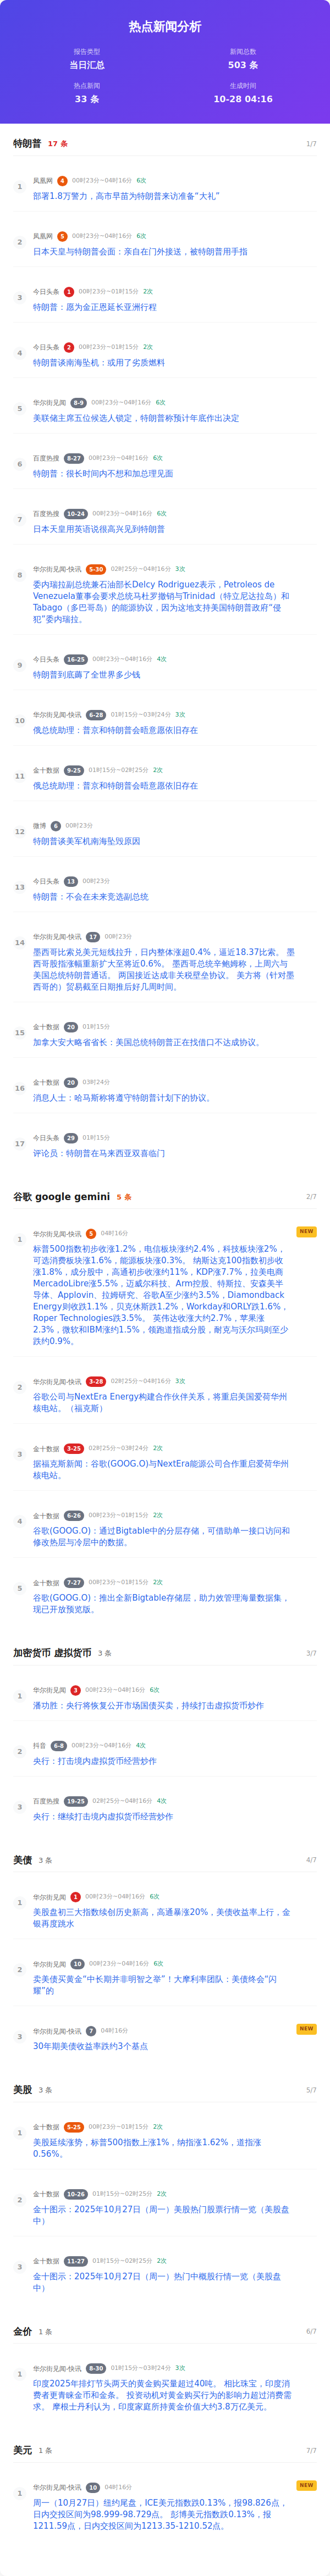 热点新闻分析
报告类型
当日汇总
新闻总数
503 条
热点新闻
33 条
生成时间
10-28 04:16
特朗普 17 条 1/7
1
凤凰网 4 00时23分~04时16分 6次
部署1.8万警力，高市早苗为特朗普来访准备“大礼”
2
凤凰网 5 00时23分~04时16分 6次
日本天皇与特朗普会面：亲自在门外接送，被特朗普用手指
3
今日头条 1 00时23分~01时15分 2次
特朗普：愿为金正恩延长亚洲行程
4
今日头条 2 00时23分~01时15分 2次
特朗普谈南海坠机：或用了劣质燃料
5
华尔街见闻 8-9 00时23分~04时16分 6次
美联储主席五位候选人锁定，特朗普称预计年底作出决定
6
百度热搜 8-27 00时23分~04时16分 6次
特朗普：很长时间内不想和加总理见面
7
百度热搜 10-24 00时23分~04时16分 6次
日本天皇用英语说很高兴见到特朗普
8
华尔街见闻-快讯 5-30 02时25分~04时16分 3次
委内瑞拉副总统兼石油部长Delcy Rodriguez表示，Petroleos de
Venezuela董事会要求总统马杜罗撤销与Trinidad（特立尼达拉岛）和
Tabago（多巴哥岛）的能源协议，因为这地支持美国特朗普政府“侵
犯”委内瑞拉。
9
今日头条 16-25 00时23分~04时16分 4次
特朗普到底薅了全世界多少钱
10
华尔街见闻-快讯 6-28 01时15分~03时24分 3次
俄总统助理：普京和特朗普会晤意愿依旧存在
11
金十数据 9-25 01时15分~02时25分 2次
俄总统助理：普京和特朗普会晤意愿依旧存在
12
微博 6 00时23分
特朗普谈美军机南海坠毁原因
13
今日头条 13 00时23分
特朗普：不会在未来竞选副总统
14
华尔街见闻-快讯 17 00时23分
墨西哥比索兑美元短线拉升，日内整体涨超0.4%，逼近18.37比索。 墨
西哥股指涨幅重新扩大至将近0.6%。 墨西哥总统辛鲍姆称，上周六与
美国总统特朗普通话。 两国接近达成非关税壁垒协议。 美方将（针对墨
西哥的）贸易截至日期推后好几周时间。
15
金十数据 20 01时15分
加拿大安大略省省长：美国总统特朗普正在找借口不达成协议。
16
金十数据 20 03时24分
消息人士：哈马斯称将遵守特朗普计划下的协议。
17
今日头条 29 01时15分
评论员：特朗普在马来西亚双喜临门
谷歌 google gemini 5 条 2/7
1
华尔街见闻-快讯 5 04时16分 NEW
标普500指数初步收涨1.2%，电信板块涨约2.4%，科技板块涨2%，
可选消费板块涨1.6%，能源板块涨0.3%。 纳斯达克100指数初步收
涨1.8%，成分股中，高通初步收涨约11%，KDP涨7.7%，拉美电商
MercadoLibre涨5.5%，迈威尔科技、Arm控股、特斯拉、安森美半
导体、Applovin、拉姆研究、谷歌A至少涨约3.5%，Diamondback
Energy则收跌1.1%，贝克休斯跌1.2%，Workday和ORLY跌1.6%，
Roper Technologies跌3.5%。 英伟达收涨大约2.7%，苹果涨
2.3%，微软和IBM涨约1.5%，领跑道指成分股，耐克与沃尔玛则至少
跌约0.9%。
2
华尔街见闻-快讯 3-28 02时25分~04时16分 3次
谷歌公司与NextEra Energy构建合作伙伴关系，将重启美国爱荷华州
核电站。（福克斯）
3
金十数据 3-25 02时25分~03时24分 2次
据福克斯新闻：谷歌(GOOG.O)与NextEra能源公司合作重启爱荷华州
核电站。
4
金十数据 6-26 00时23分~01时15分 2次
谷歌(GOOG.O)：通过Bigtable中的分层存储，可借助单一接口访问和
修改热层与冷层中的数据。
5
金十数据 7-27 00时23分~01时15分 2次
谷歌(GOOG.O)：推出全新Bigtable存储层，助力效管理海量数据集，
现已开放预览版。
加密货币 虚拟货币 3 条 3/7
1
华尔街见闻 3 00时23分~04时16分 6次
潘功胜：央行将恢复公开市场国债买卖，持续打击虚拟货币炒作
2
抖音 6-8 00时23分~04时16分 4次
央行：打击境内虚拟货币经营炒作
3
百度热搜 19-25 02时25分~04时16分 4次
央行：继续打击境内虚拟货币经营炒作
美债 3 条 4/7
1
华尔街见闻 1 00时23分~04时16分 6次
美股盘初三大指数续创历史新高，高通暴涨20%，美债收益率上行，金
银再度跳水
2
华尔街见闻 10 00时23分~04时16分 6次
卖美债买黄金“中长期并非明智之举”！大摩利率团队：美债终会“闪
耀”的
3
华尔街见闻-快讯 7 04时16分 NEW
30年期美债收益率跌约3个基点
美股 3 条 5/7
1
金十数据 5-25 00时23分~01时15分 2次
美股延续涨势，标普500指数上涨1%，纳指涨1.62%，道指涨
0.56%。
2
金十数据 10-26 01时15分~02时25分 2次
金十图示：2025年10月27日（周一）美股热门股票行情一览（美股盘
中）
3
金十数据 11-27 01时15分~02时25分 2次
金十图示：2025年10月27日（周一）热门中概股行情一览（美股盘
中）
金价 1 条 6/7
1
华尔街见闻-快讯 8-30 01时15分~03时24分 3次
印度2025年排灯节头两天的黄金购买量超过40吨。 相比珠宝，印度消
费者更青睐金币和金条。 投资动机对黄金购买行为的影响力超过消费需
求。 摩根士丹利认为，印度家庭所持黄金价值大约3.8万亿美元。
美元 1 条 7/7
1
华尔街见闻-快讯 10 04时16分 NEW
周一（10月27日）纽约尾盘，ICE美元指数跌0.13%，报98.826点，
日内交投区间为98.999-98.729点。 彭博美元指数跌0.13%，报
1211.59点，日内交投区间为1213.35-1210.52点。